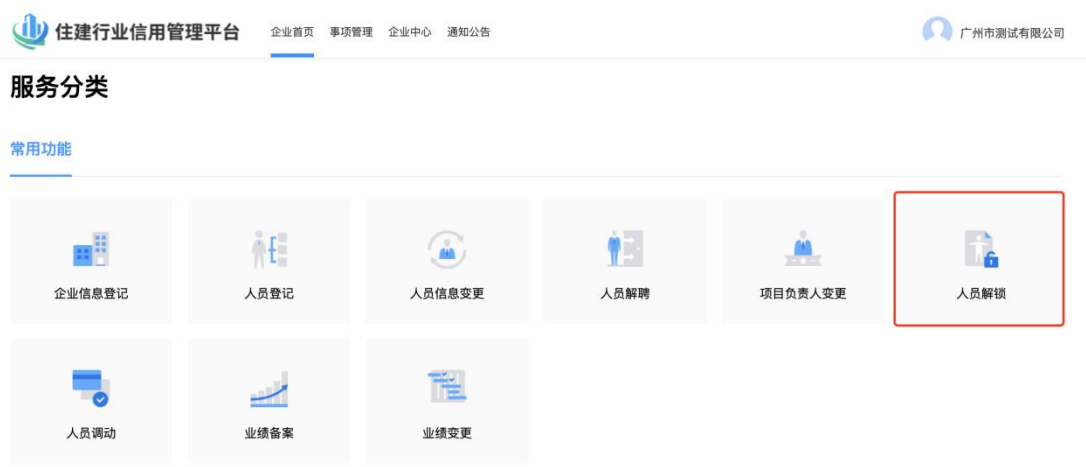 住建行业信用管理平台 企业首页 事项管理 企业中心 通知公告 广州市测试有限公司
服务分类
常用功能
企业信息登记 人员登记 人员信息变更 人员解聘 项目负责人变更 人员解锁
人员调动 业绩备案 业绩变更